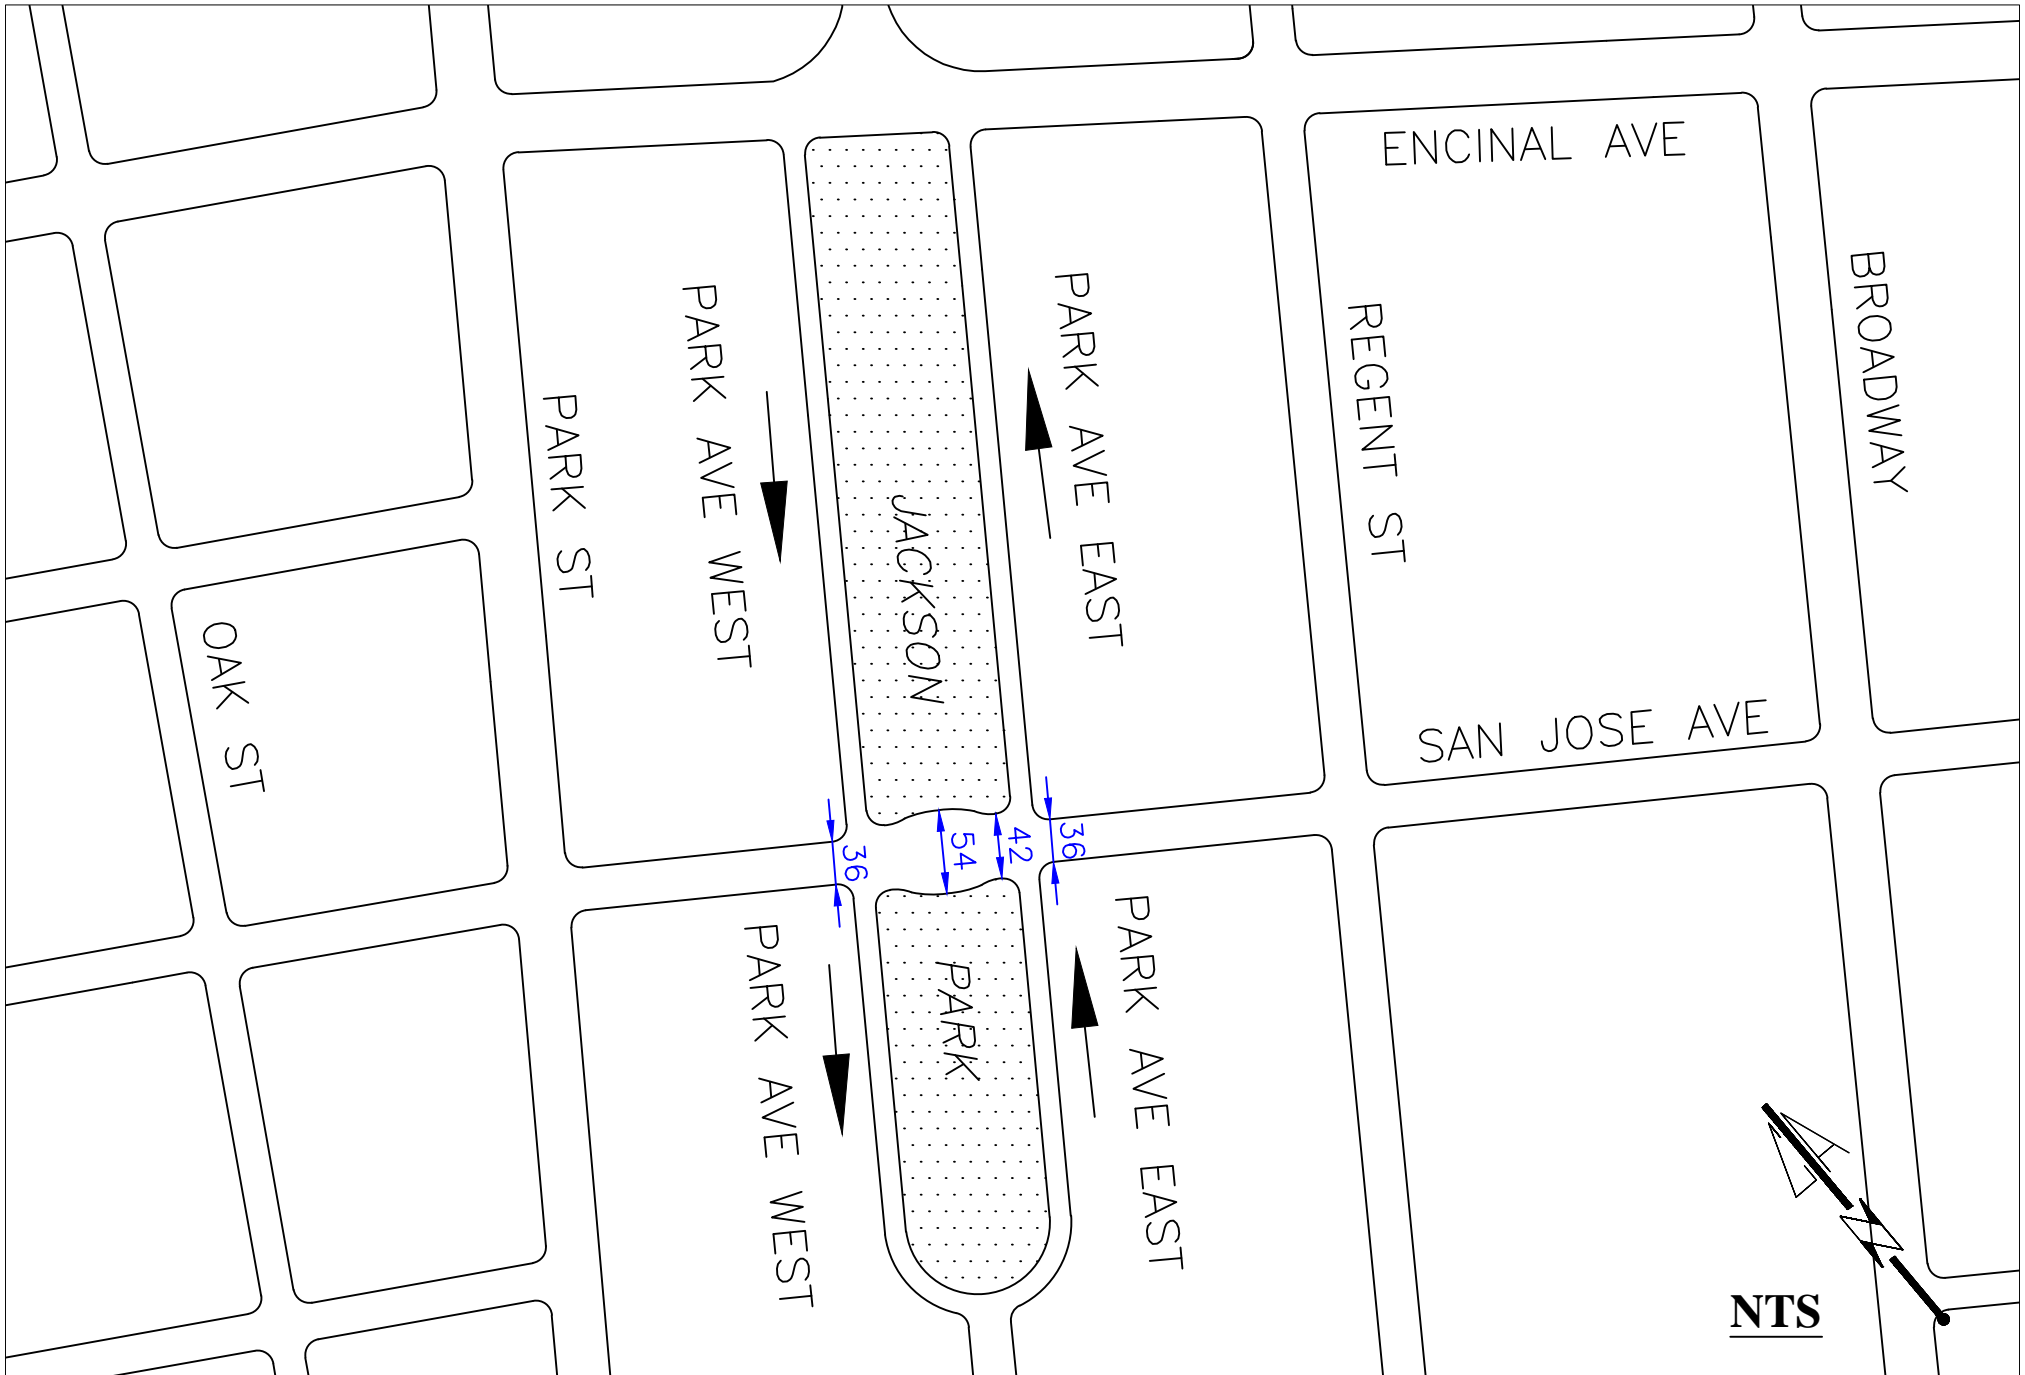 ENCINAL AVE
BROADWAY
PARK AVE WEST
PARK AVE EAST
REGENT ST
PARK ST
JACKSON
OAK ST
SAN JOSE AVE
36
54
42
36
PARK AVE WEST
PARK
PARK AVE EAST
N
NTS